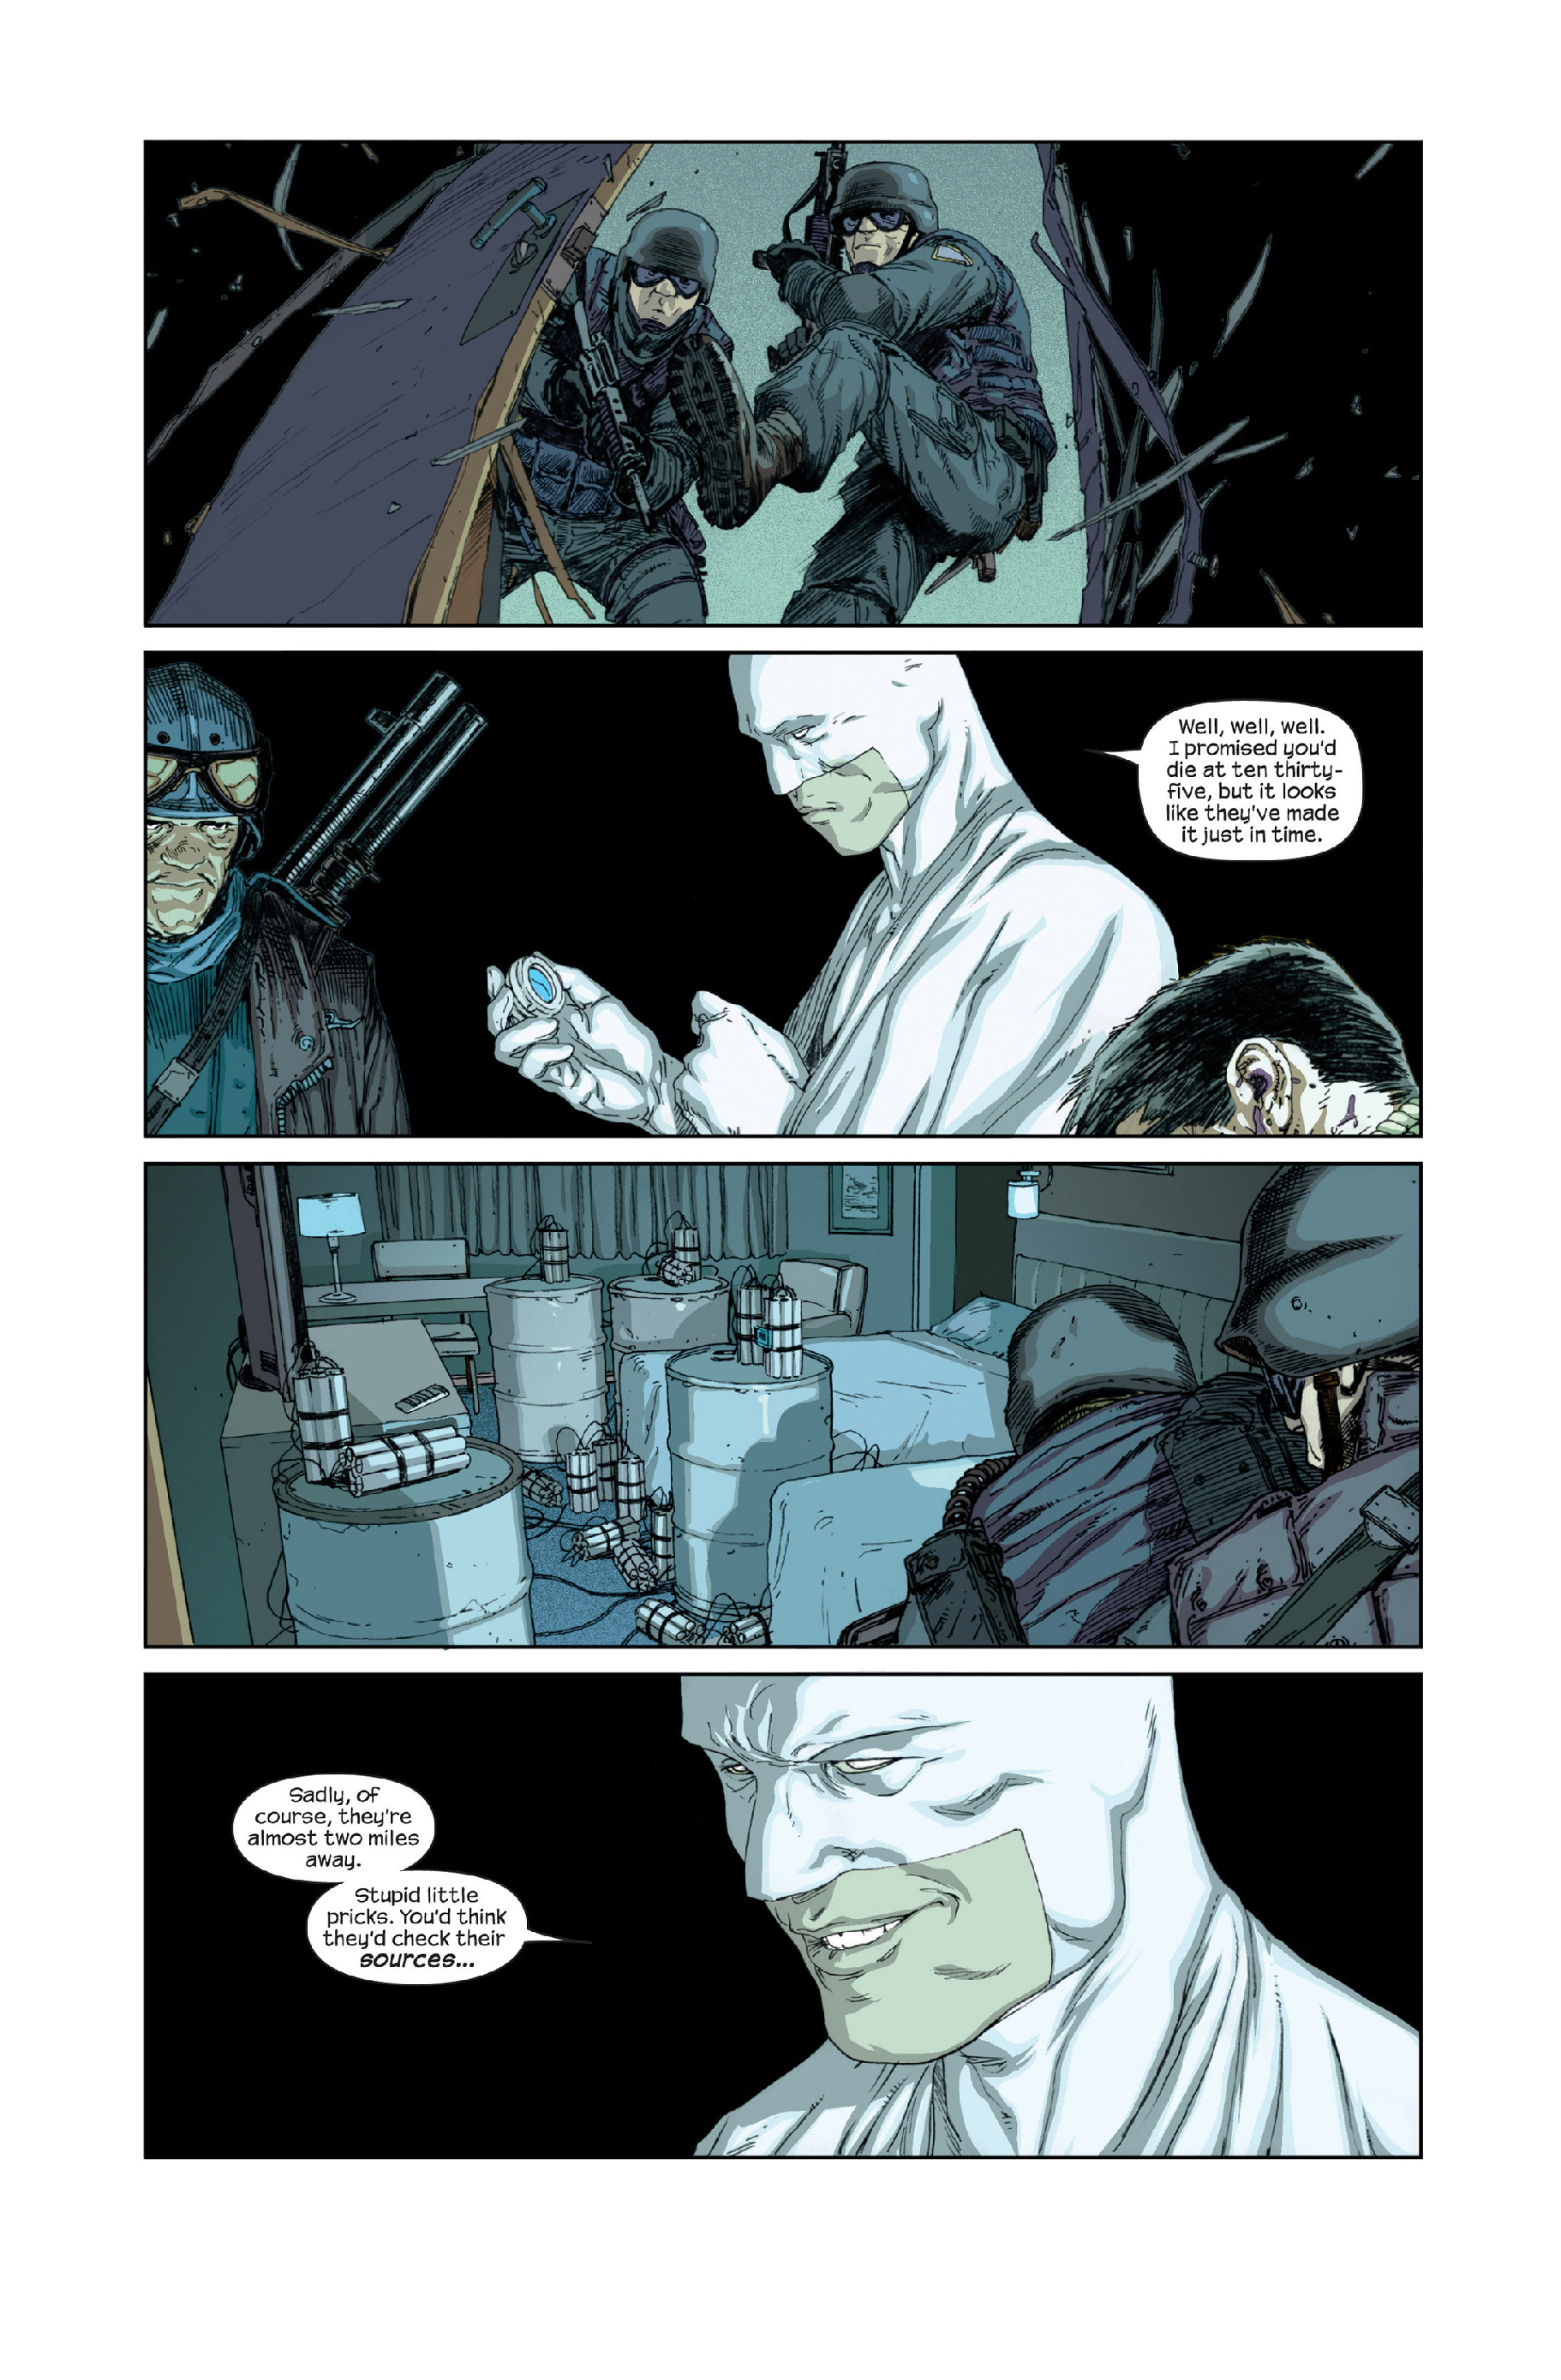 Well, well, well.
I promised you'd
die at ten thirty-
five, but it looks
like they've made
it just in time.
Sadly, of
course, they're
almost two miles
away.
Stupid little
pricks. You'd think
they'd check their
sources...